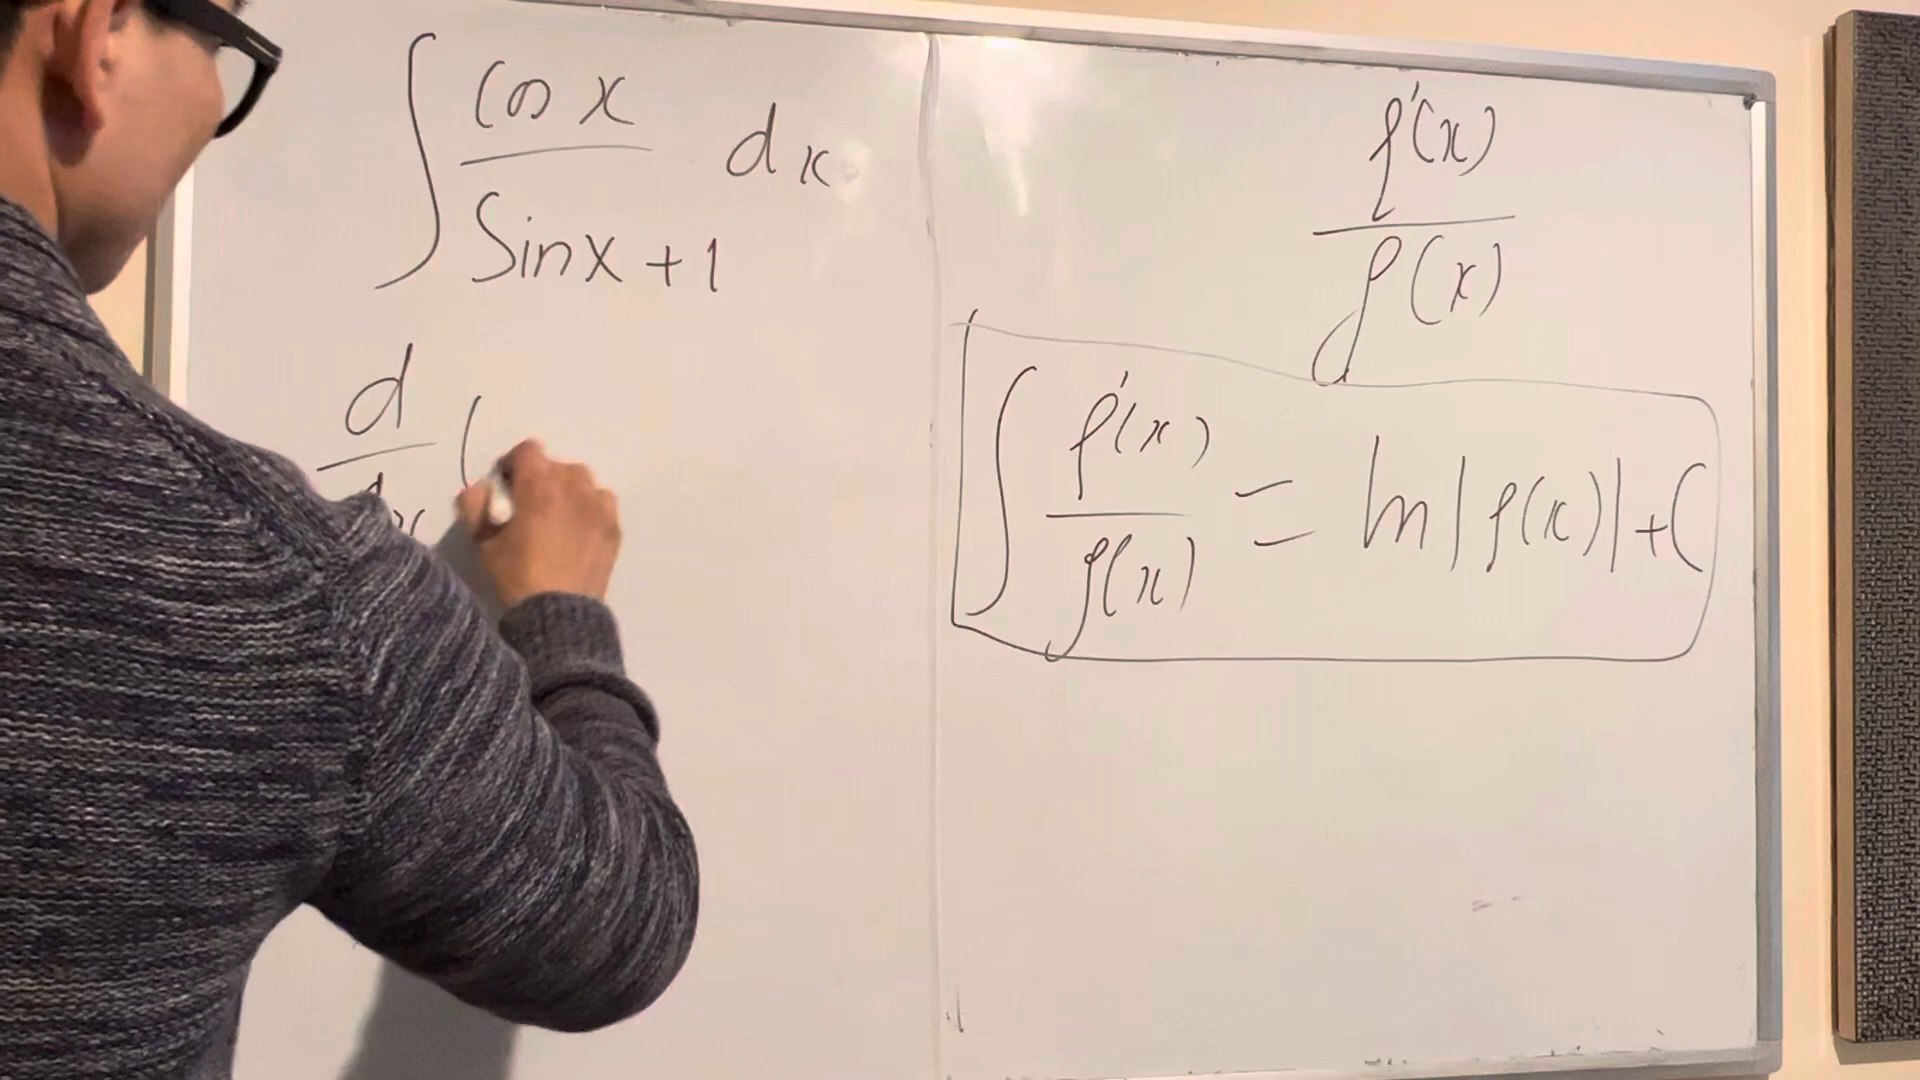 ∫ cos x / sin x + 1 dx
d / dx (
f'(x) / f(x)
∫ f'(x) / f(x) = ln |f(x)| + C